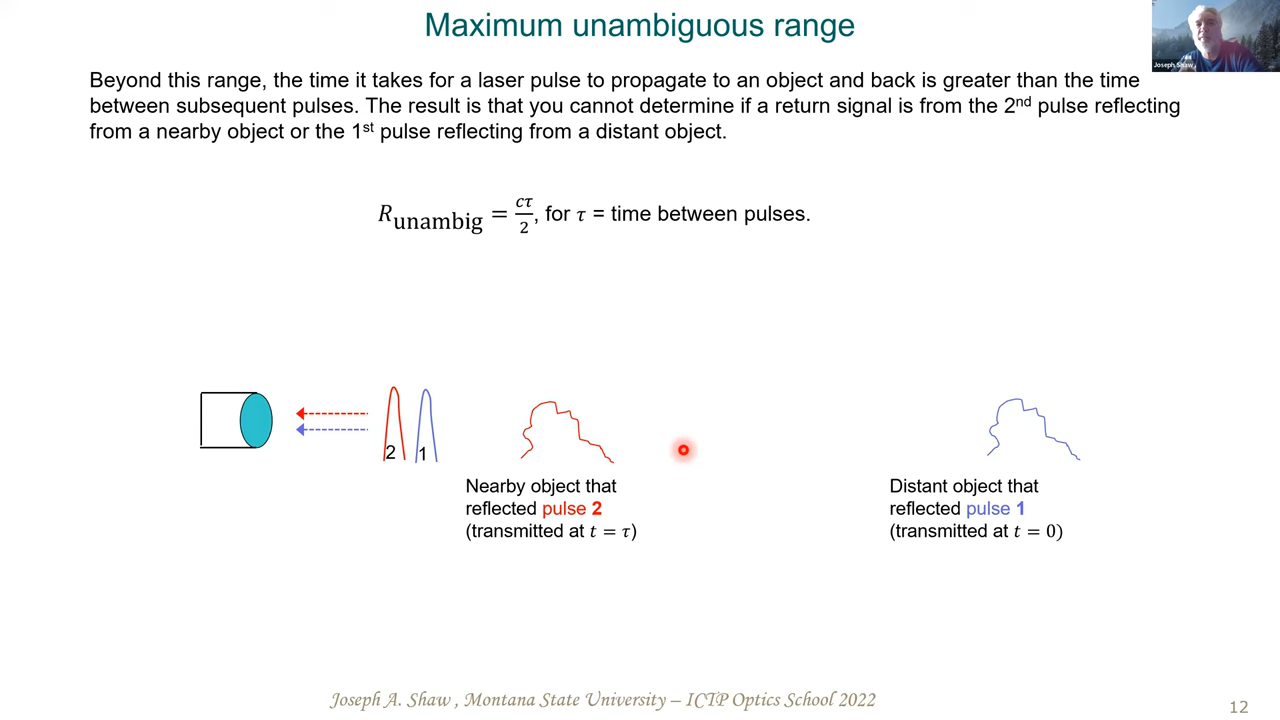 Maximum unambiguous range
Joseph Shaw
Beyond this range, the time it takes for a laser pulse to propagate to an object and back is greater than the time
between subsequent pulses. The result is that you cannot determine if a return signal is from the 2nd pulse reflecting
from a nearby object or the 1st pulse reflecting from a distant object.
R_unambig = cτ/2, for τ = time between pulses.
2 1
Nearby object that
reflected pulse 2
(transmitted at t = τ)
Distant object that
reflected pulse 1
(transmitted at t = 0)
Joseph A. Shaw , Montana State University – ICTP Optics School 2022
12